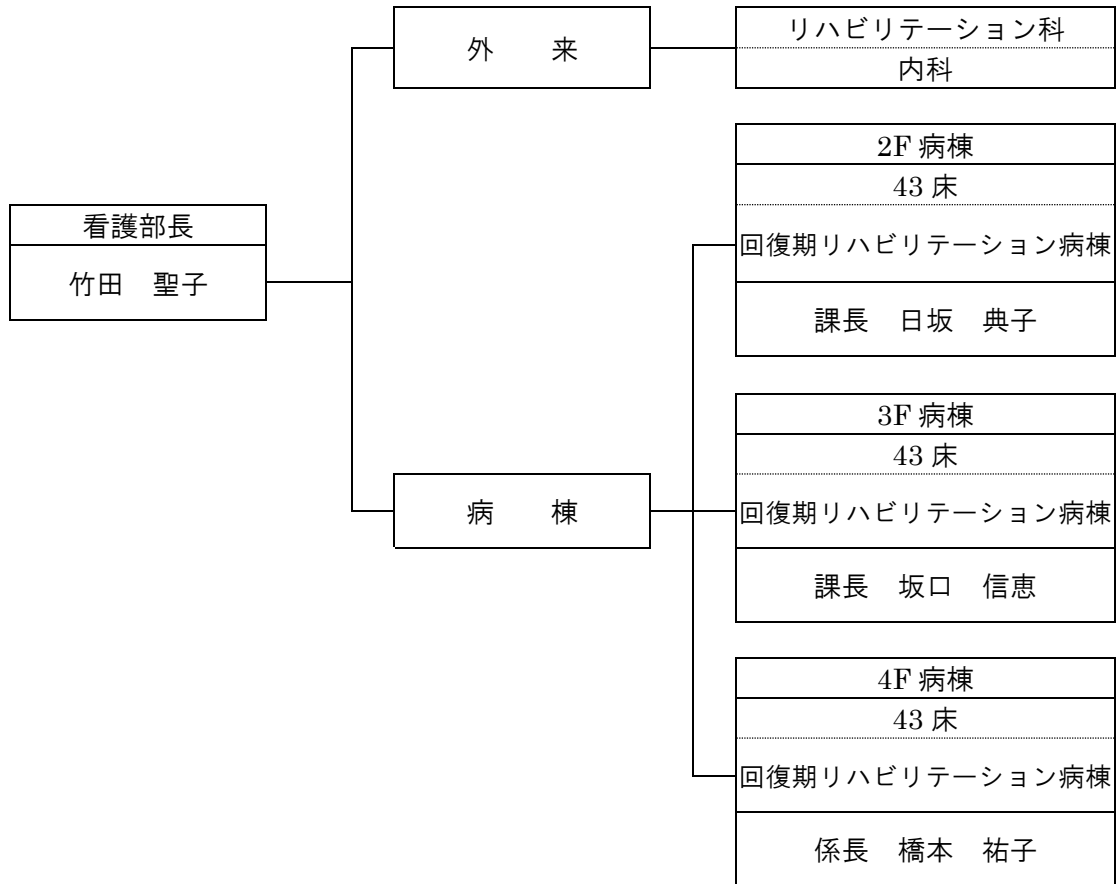 看護部長
竹田　聖子
外　　来
リハビリテーション科
内科
病　　棟
2F 病棟
43 床
回復期リハビリテーション病棟
課長　日坂　典子
3F 病棟
43 床
回復期リハビリテーション病棟
課長　坂口　信恵
4F 病棟
43 床
回復期リハビリテーション病棟
係長　橋本　祐子